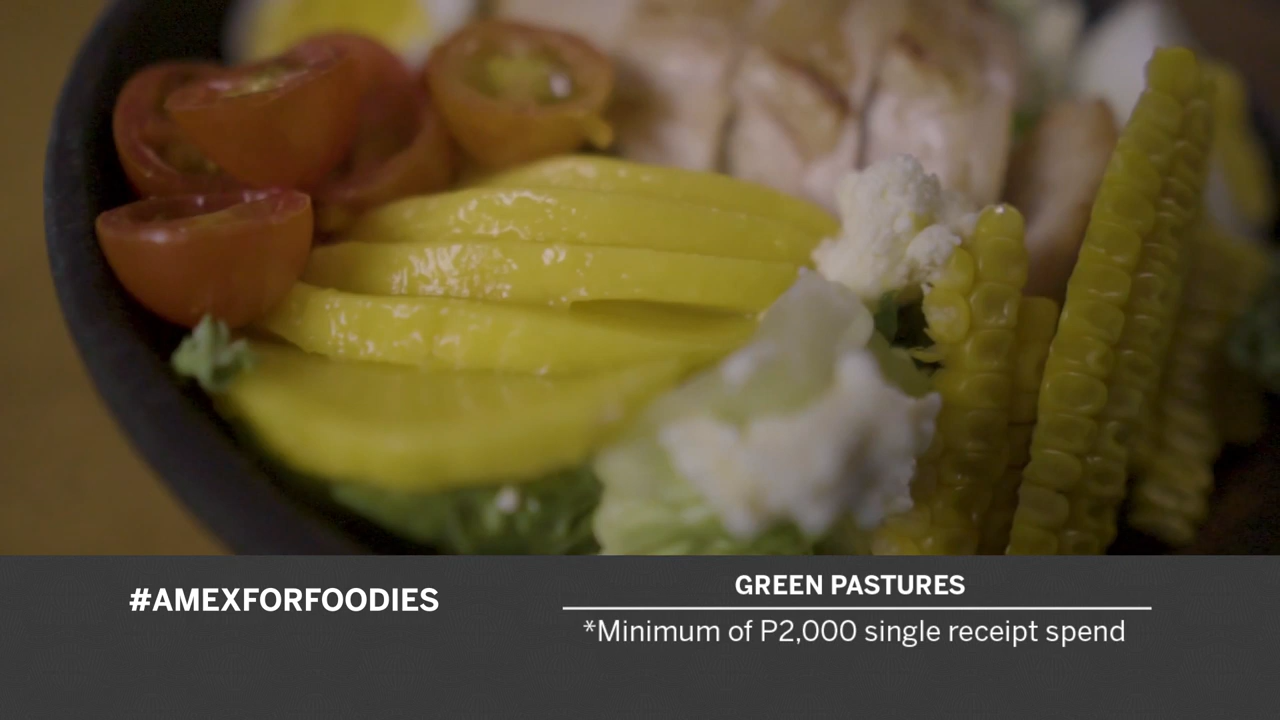 #AMEXFORFOODIES
GREEN PASTURES
*Minimum of P2,000 single receipt spend